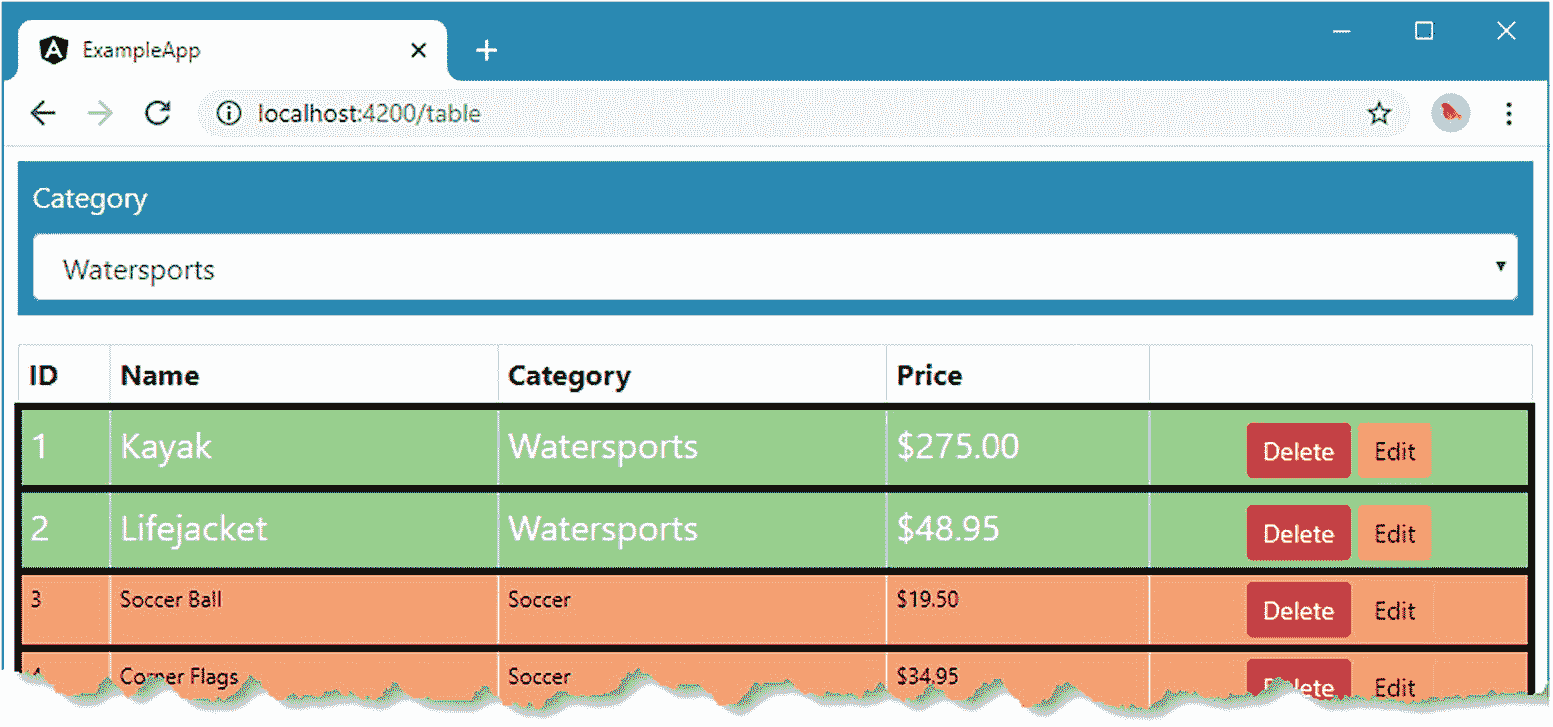 ExampleApp
localhost:4200/table
Category
Watersports
ID Name Category Price
1 Kayak Watersports $275.00 Delete Edit
2 Lifejacket Watersports $48.95 Delete Edit
3 Soccer Ball Soccer $19.50 Delete Edit
4 Corner Flags Soccer $34.95 Delete Edit